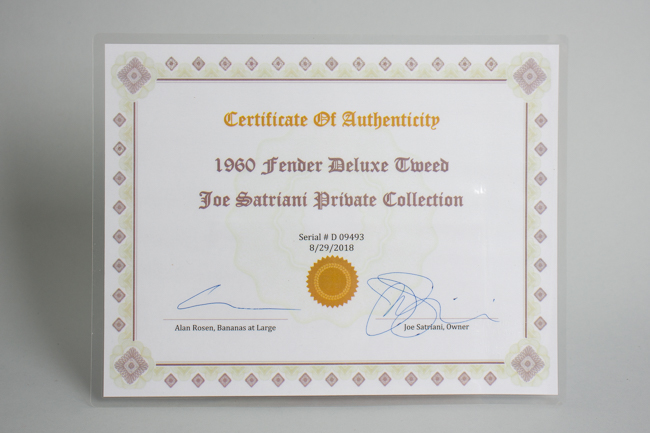 Certificate Of Authenticity
1960 Fender Deluxe Tweed
Joe Satriani Private Collection
Serial # D 09493
8/29/2018
Alan Rosen, Bananas at Large
Joe Satriani, Owner